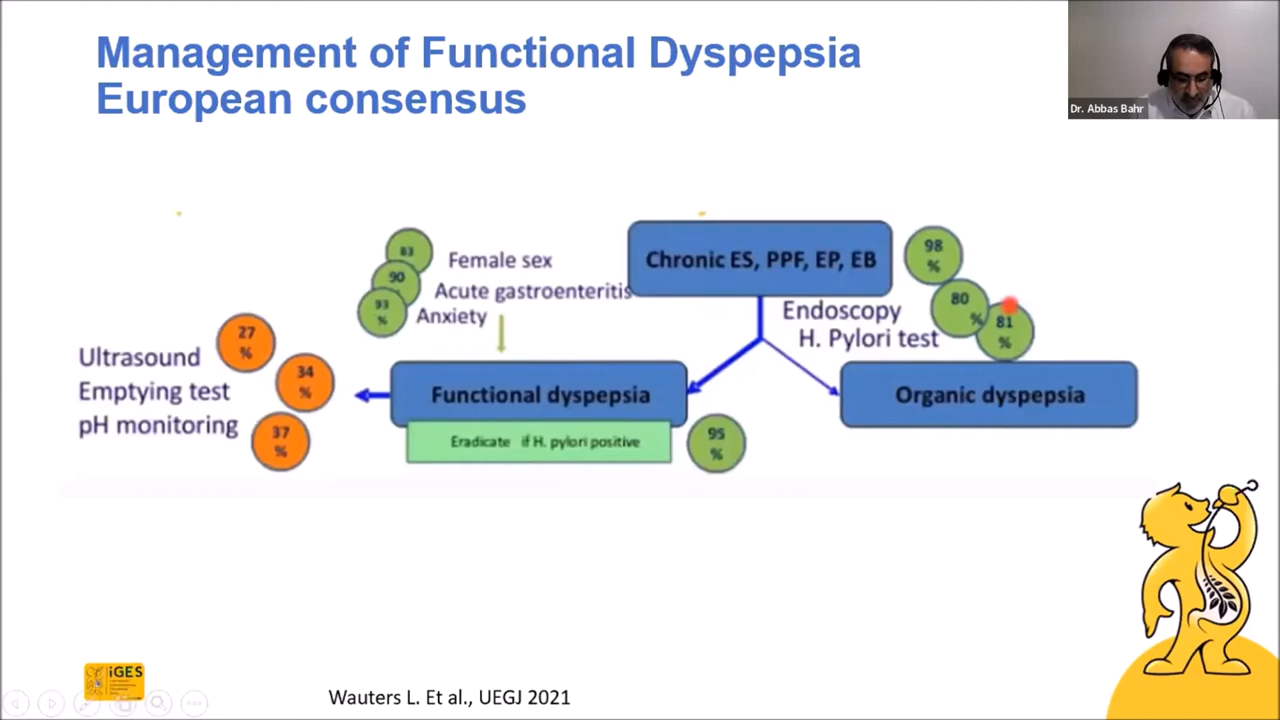 Management of Functional Dyspepsia
European consensus
Dr. Abbas Bahr
Chronic ES, PPF, EP, EB
98
%
83
Female sex
90
Acute gastroenteritis
93
%
Anxiety
Endoscopy
80
%
H. Pylori test
81
%
Ultrasound
27
%
Emptying test
34
%
pH monitoring
37
%
Functional dyspepsia
Organic dyspepsia
Eradicate if H. pylori positive
95
%
iGES
Wauters L. Et al., UEGJ 2021